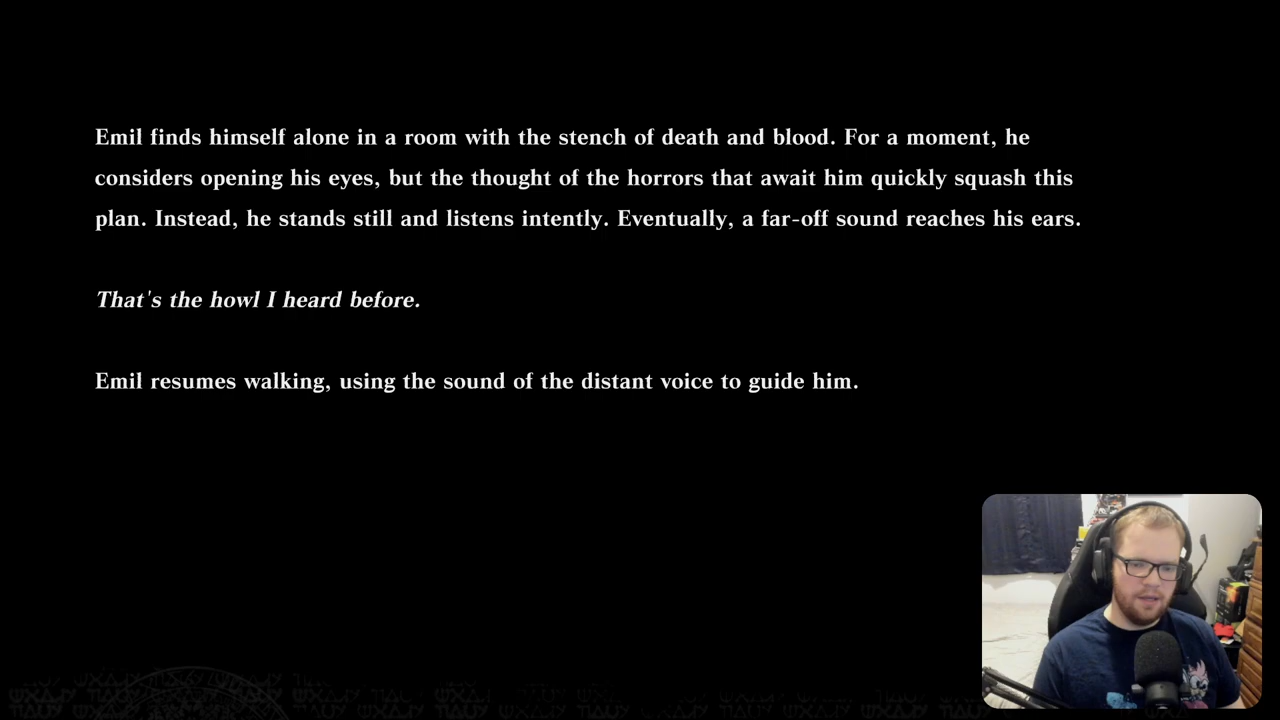 Emil finds himself alone in a room with the stench of death and blood. For a moment, he
considers opening his eyes, but the thought of the horrors that await him quickly squash this
plan. Instead, he stands still and listens intently. Eventually, a far-off sound reaches his ears.
That's the howl I heard before.
Emil resumes walking, using the sound of the distant voice to guide him.